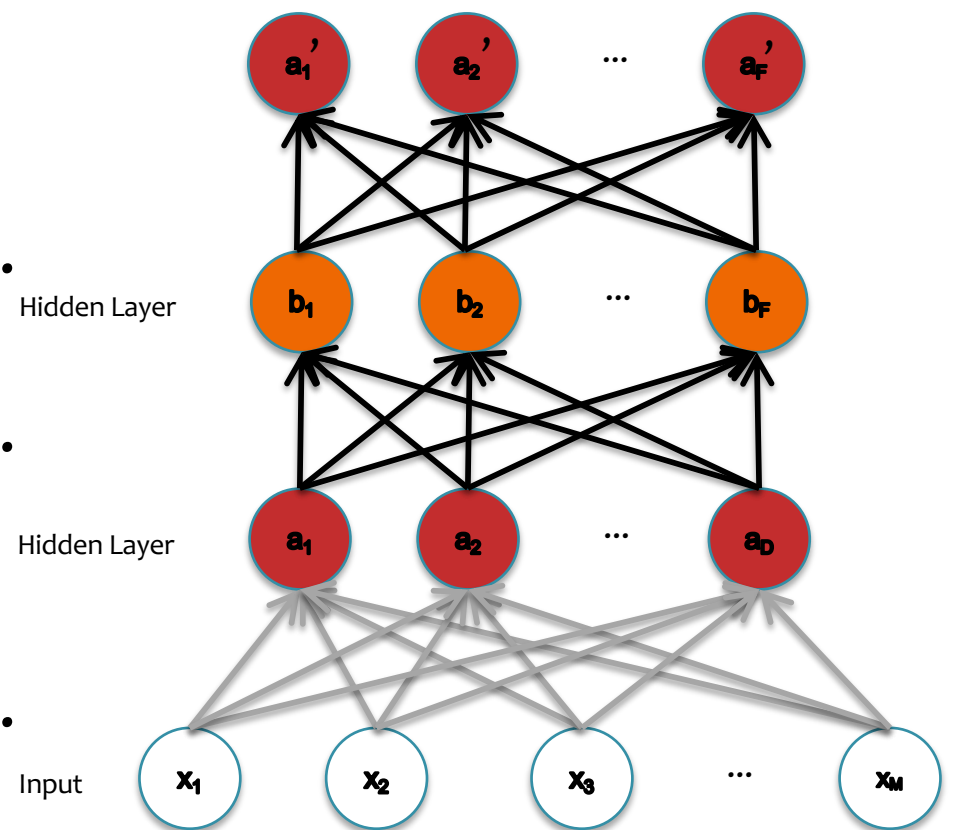 a₁’ a₂’ ... aF’
• Hidden Layer b₁ b₂ ... bF
• Hidden Layer a₁ a₂ ... aD
• Input x₁ x₂ x₃ ... xM